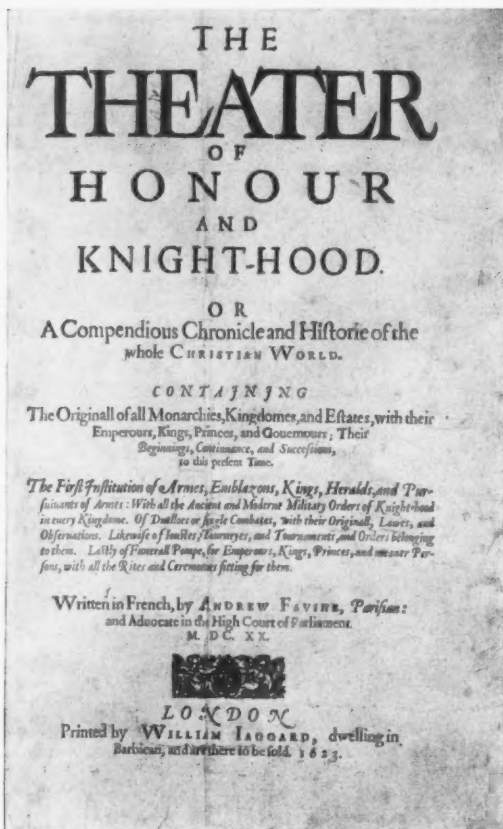 THE
THEATER
OF
HONOUR
AND
KNIGHT-HOOD.
OR
A Compendious Chronicle and Hiſtorie of the
whole CHRISTIAN WORLD.
CONTAINING
The Originall of all Monarchies, Kingdomes, and Eſtates, with their
Emperours, Kings, Princes, and Gouernours; Their
Beginnings, Continuance, and Succeſsions,
to this preſent Time.
The Firſt Inſtitution of Armes, Emblazons, Kings, Heralds, and Pur-
ſuiuants of Armes: With all the Ancient and Moderne Military Orders of Knight-hood
in euery Kingdome. Of Duelloes or ſingle Combates, with their Originall, Lawes, and
Obſeruations. Likewiſe of Iouſtes, Tourneyes, and Tournaments, and Orders belonging
to them. Laſtly of Funerall Pompe, for Emperours, Kings, Princes, and meaner Per-
ſons, with all the Rites and Ceremonies fitting for them.
Written in French, by ANDREW FAVINE, Pariſian:
and Aduocate in the High Court of Parliament.
M. DC. XX.
LONDON
Printed by WILLIAM IAGGARD, dwelling in
Barbican, and are there to be ſold. 1623.